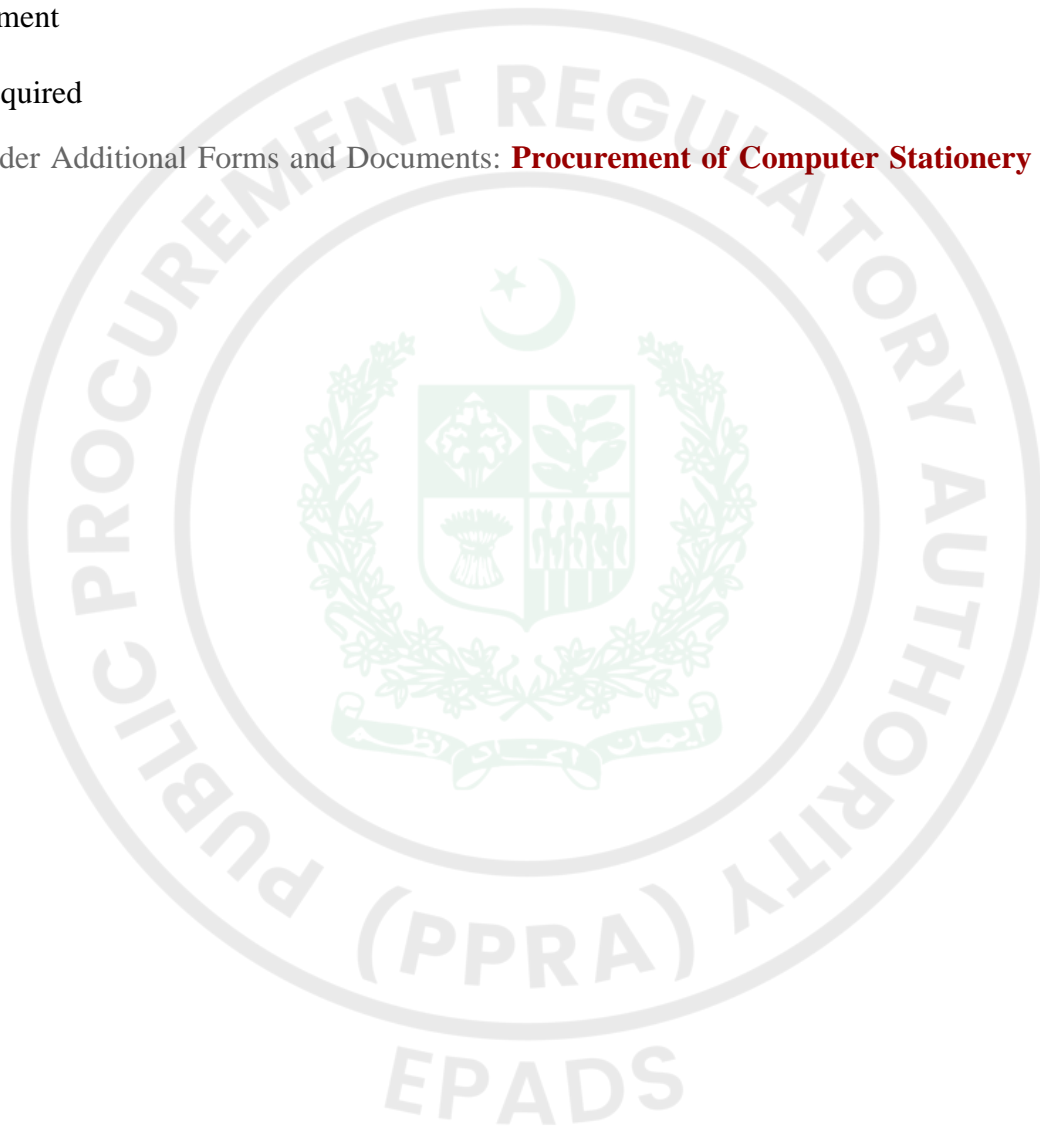 ment
quired
der Additional Forms and Documents: Procurement of Computer Stationery
PUBLIC PROCUREMENT REGULATORY AUTHORITY
(PPRA)
EPADS